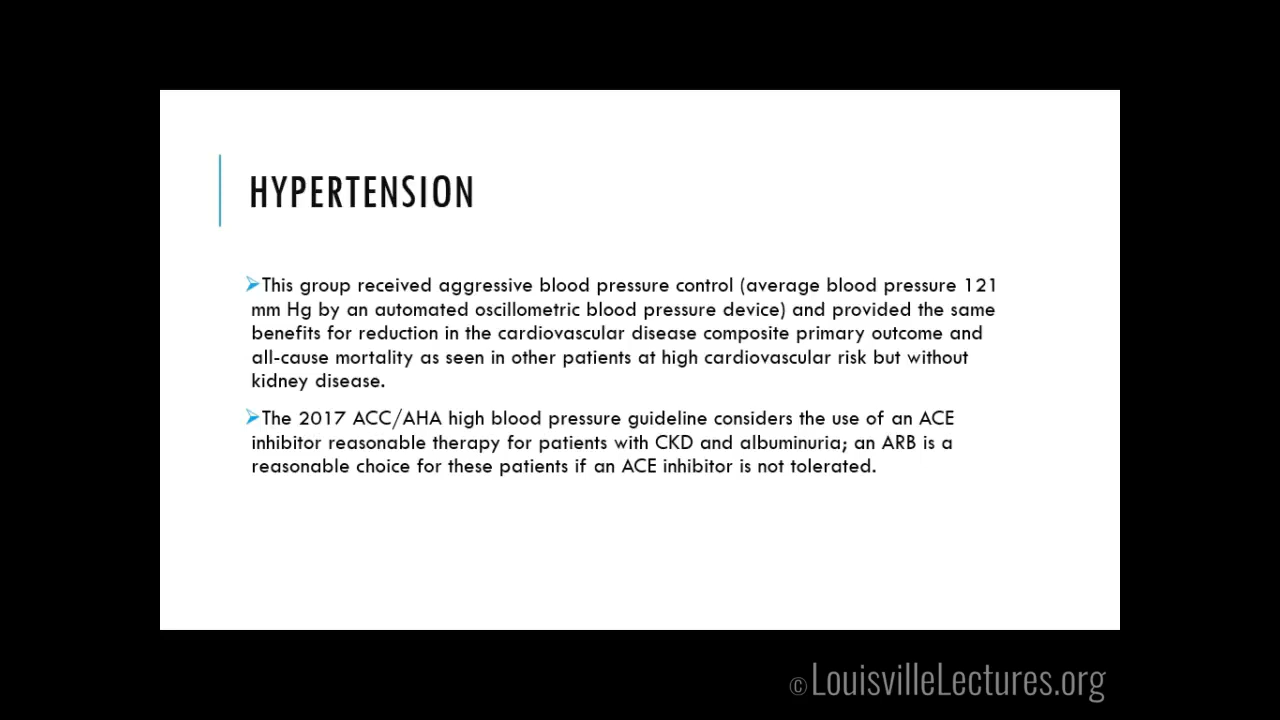 HYPERTENSION
➢This group received aggressive blood pressure control (average blood pressure 121
mm Hg by an automated oscillometric blood pressure device) and provided the same
benefits for reduction in the cardiovascular disease composite primary outcome and
all-cause mortality as seen in other patients at high cardiovascular risk but without
kidney disease.
➢The 2017 ACC/AHA high blood pressure guideline considers the use of an ACE
inhibitor reasonable therapy for patients with CKD and albuminuria; an ARB is a
reasonable choice for these patients if an ACE inhibitor is not tolerated.
© LouisvilleLectures.org